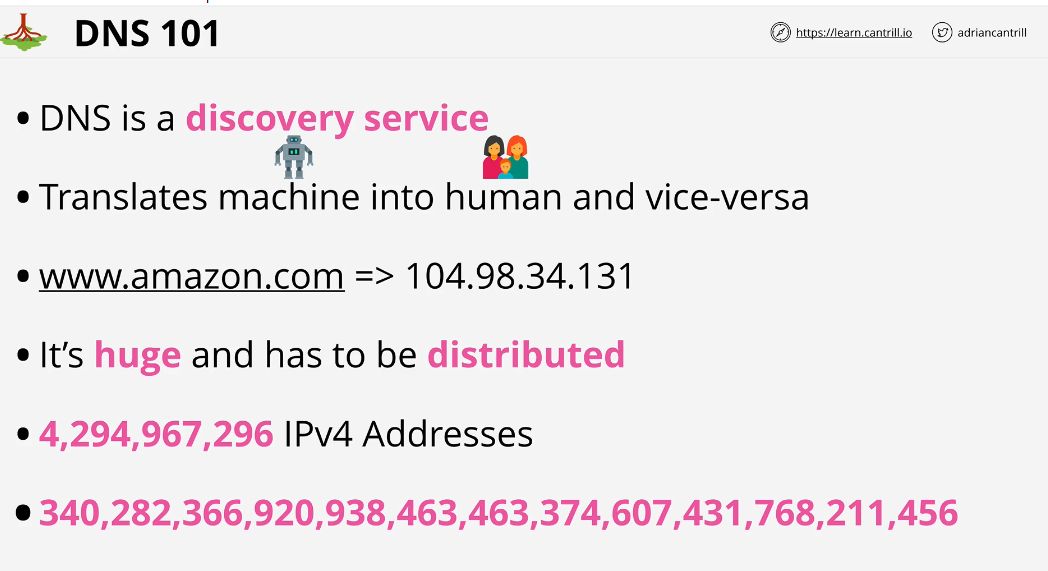 DNS 101
https://learn.cantrill.io
adriancantrill
• DNS is a discovery service
• Translates machine into human and vice-versa
• www.amazon.com => 104.98.34.131
• It’s huge and has to be distributed
• 4,294,967,296 IPv4 Addresses
• 340,282,366,920,938,463,463,374,607,431,768,211,456